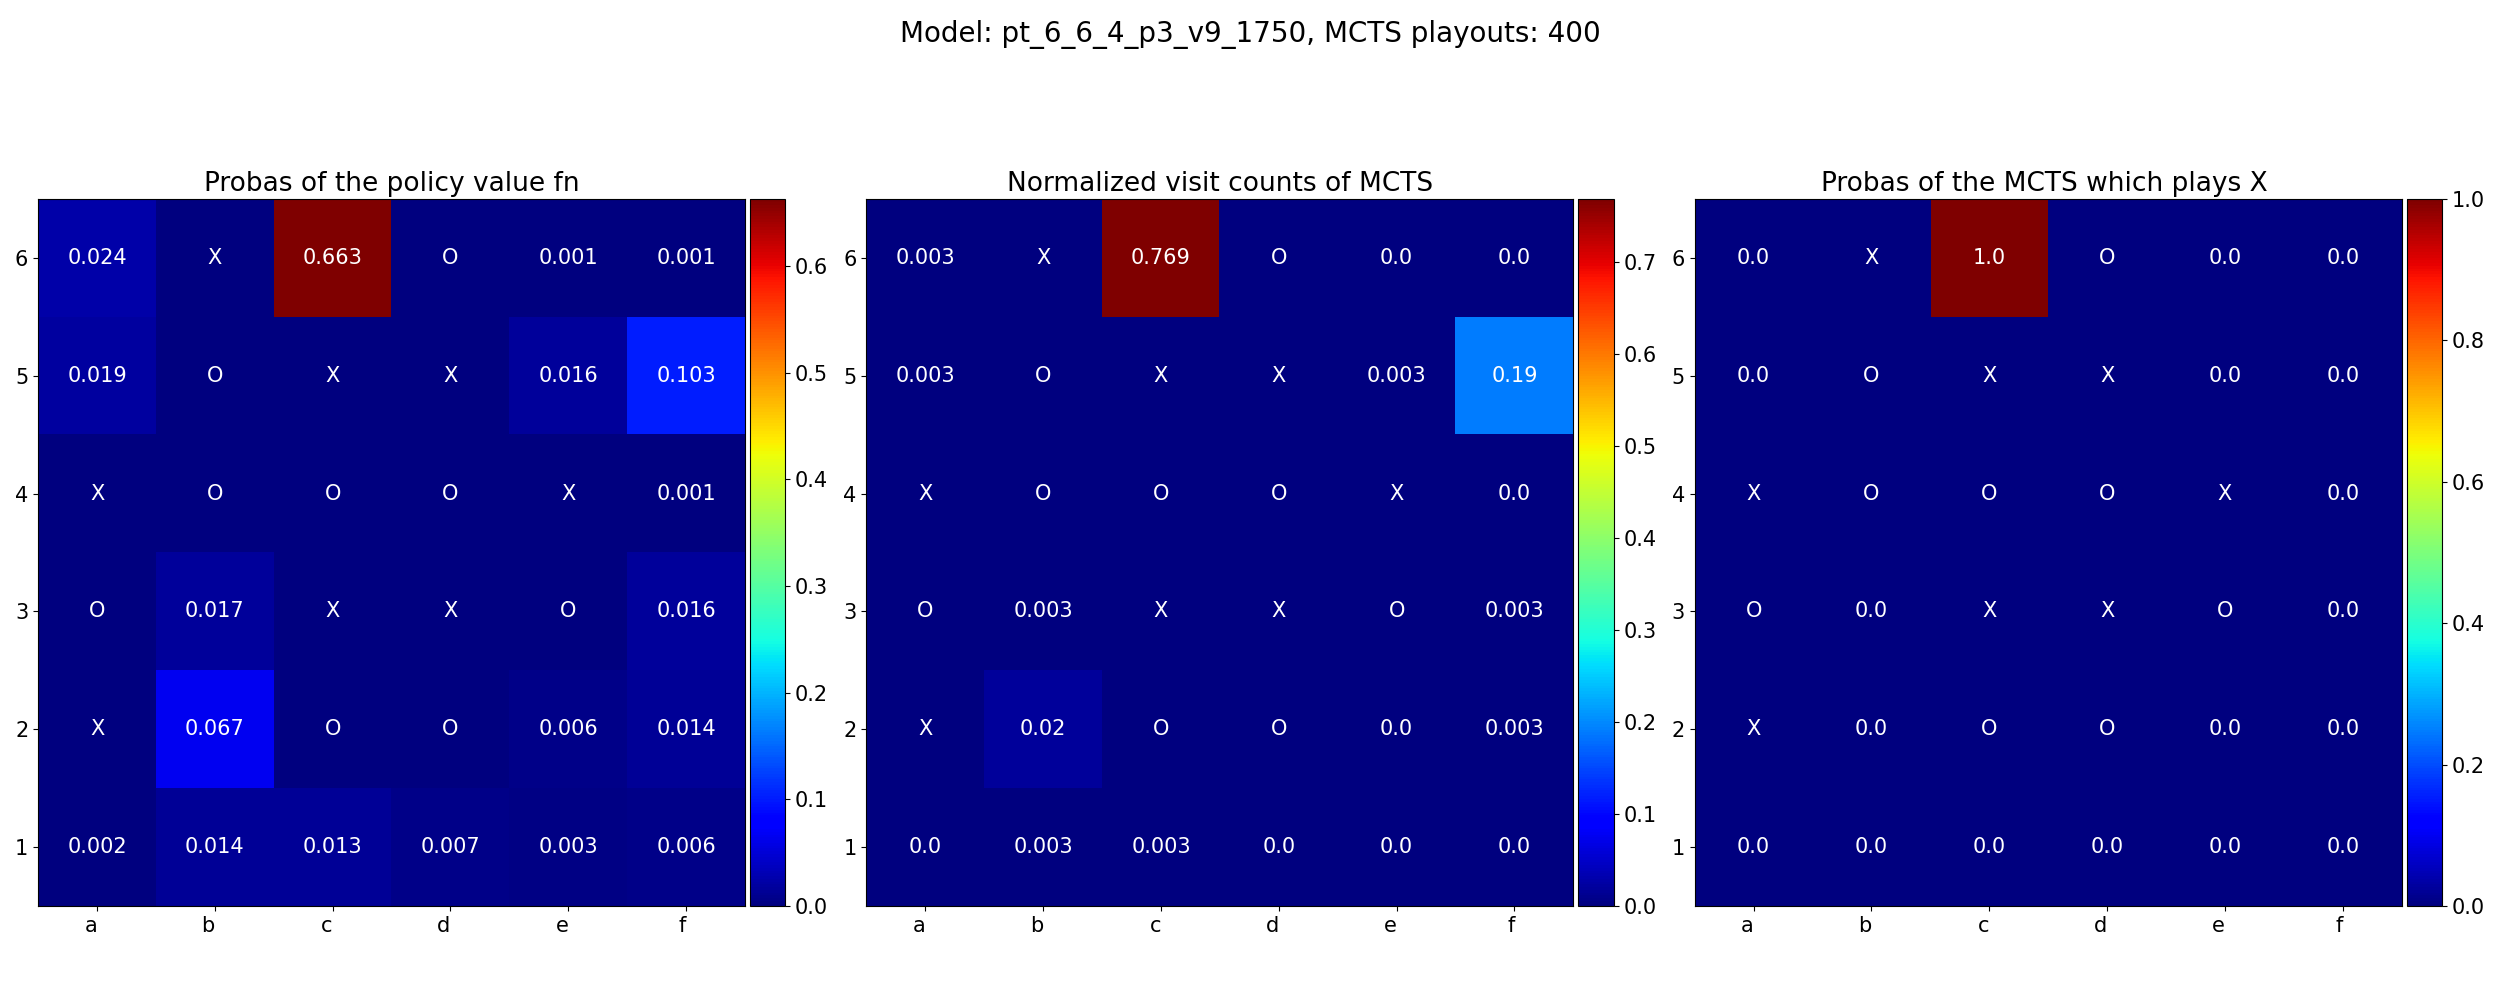 Model: pt_6_6_4_p3_v9_1750, MCTS playouts: 400
Probas of the policy value fn
6 0.024 X 0.663 O 0.001 0.001
5 0.019 O X X 0.016 0.103
4 X O O O X 0.001
3 O 0.017 X X O 0.016
2 X 0.067 O O 0.006 0.014
1 0.002 0.014 0.013 0.007 0.003 0.006
a b c d e f
0.6
0.5
0.4
0.3
0.2
0.1
0.0
Normalized visit counts of MCTS
6 0.003 X 0.769 O 0.0 0.0
5 0.003 O X X 0.003 0.19
4 X O O O X 0.0
3 O 0.003 X X O 0.003
2 X 0.02 O O 0.0 0.003
1 0.0 0.003 0.003 0.0 0.0 0.0
a b c d e f
0.7
0.6
0.5
0.4
0.3
0.2
0.1
0.0
Probas of the MCTS which plays X
6 0.0 X 1.0 O 0.0 0.0
5 0.0 O X X 0.0 0.0
4 X O O O X 0.0
3 O 0.0 X X O 0.0
2 X 0.0 O O 0.0 0.0
1 0.0 0.0 0.0 0.0 0.0 0.0
a b c d e f
1.0
0.8
0.6
0.4
0.2
0.0